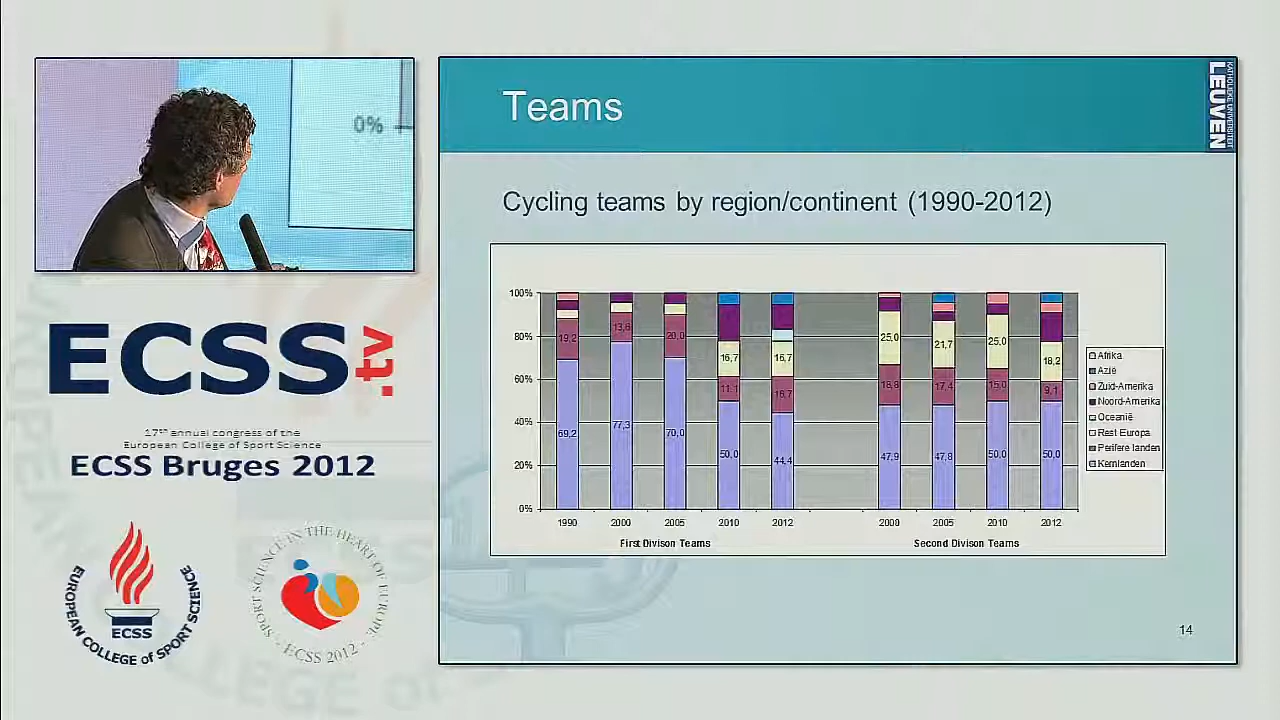 0%
ECSS
.tv
17th annual congress of the
European College of Sport Science
ECSS Bruges 2012
EUROPEAN COLLEGE of SPORT SCIENCE
ECSS
SPORT SCIENCE IN THE HEART OF EUROPE
- ECSS 2012 -
Teams
KATHOLIEKE UNIVERSITEIT
LEUVEN
Cycling teams by region/continent (1990-2012)
100%
80%
60%
40%
20%
0%
69,2 19,2
77,3 13,6
70,0 20,0
50,0 11,1 16,7
44,4 16,7 16,7
47,9 18,8 25,0
47,8 17,4 21,7
50,0 15,0 25,0
50,0 9,1 18,2
1990 2000 2005 2010 2012 2000 2005 2010 2012
First Divison Teams Second Divison Teams
Afrika
Azië
Zuid-Amerika
Noord-Amerika
Oceanië
Rest Europa
Perifere landen
Kernlanden
14